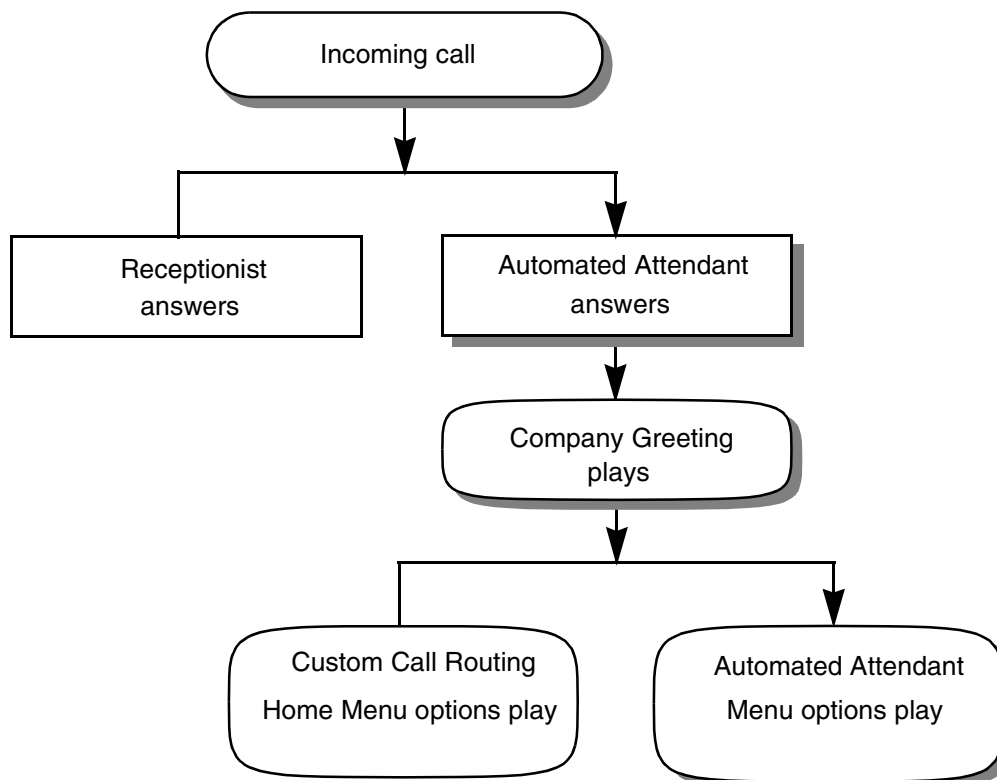 Incoming call
Receptionist
answers
Automated Attendant
answers
Company Greeting
plays
Custom Call Routing
Home Menu options play
Automated Attendant
Menu options play